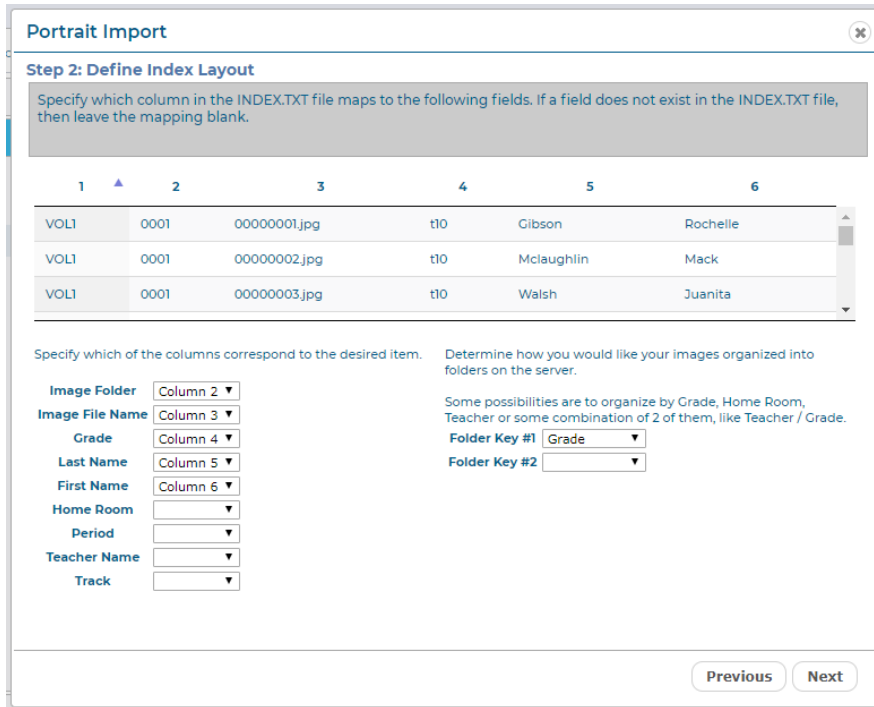 Portrait Import
Step 2: Define Index Layout
Specify which column in the INDEX.TXT file maps to the following fields. If a field does not exist in the INDEX.TXT file,
then leave the mapping blank.
1 2 3 4 5 6
VOL1 0001 00000001.jpg t10 Gibson Rochelle
VOL1 0001 00000002.jpg t10 Mclaughlin Mack
VOL1 0001 00000003.jpg t10 Walsh Juanita
Specify which of the columns correspond to the desired item.
Image Folder Column 2
Image File Name Column 3
Grade Column 4
Last Name Column 5
First Name Column 6
Home Room
Period
Teacher Name
Track
Determine how you would like your images organized into
folders on the server.
Some possibilities are to organize by Grade, Home Room,
Teacher or some combination of 2 of them, like Teacher / Grade.
Folder Key #1 Grade
Folder Key #2
Previous Next